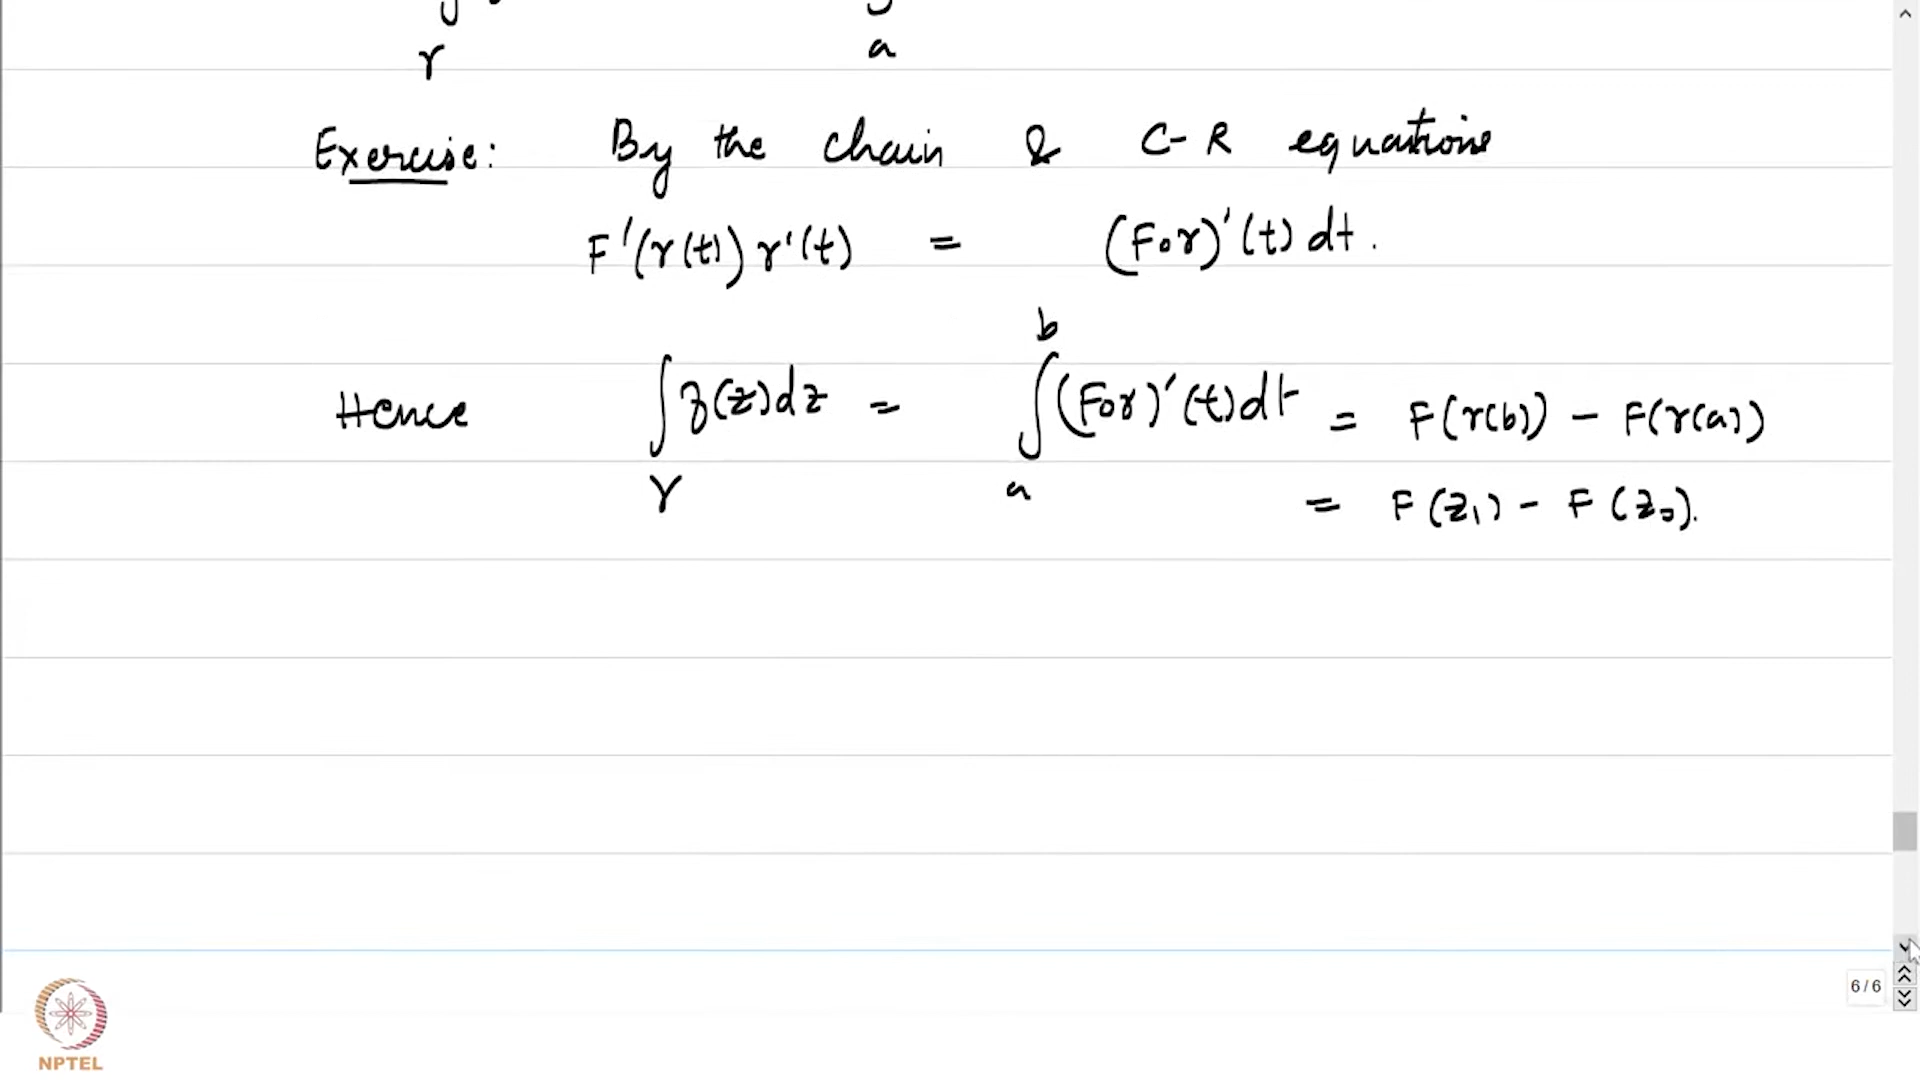 γ a
Exercise: By the chain & C-R equations
F'(γ(t)) γ'(t) = (F∘γ)'(t) dt.
b
Hence ∫ f(z)dz = ∫ (F∘γ)'(t)dt = F(γ(b)) - F(γ(a))
γ a = F(z₁) - F(z₀).
6 / 6
NPTEL